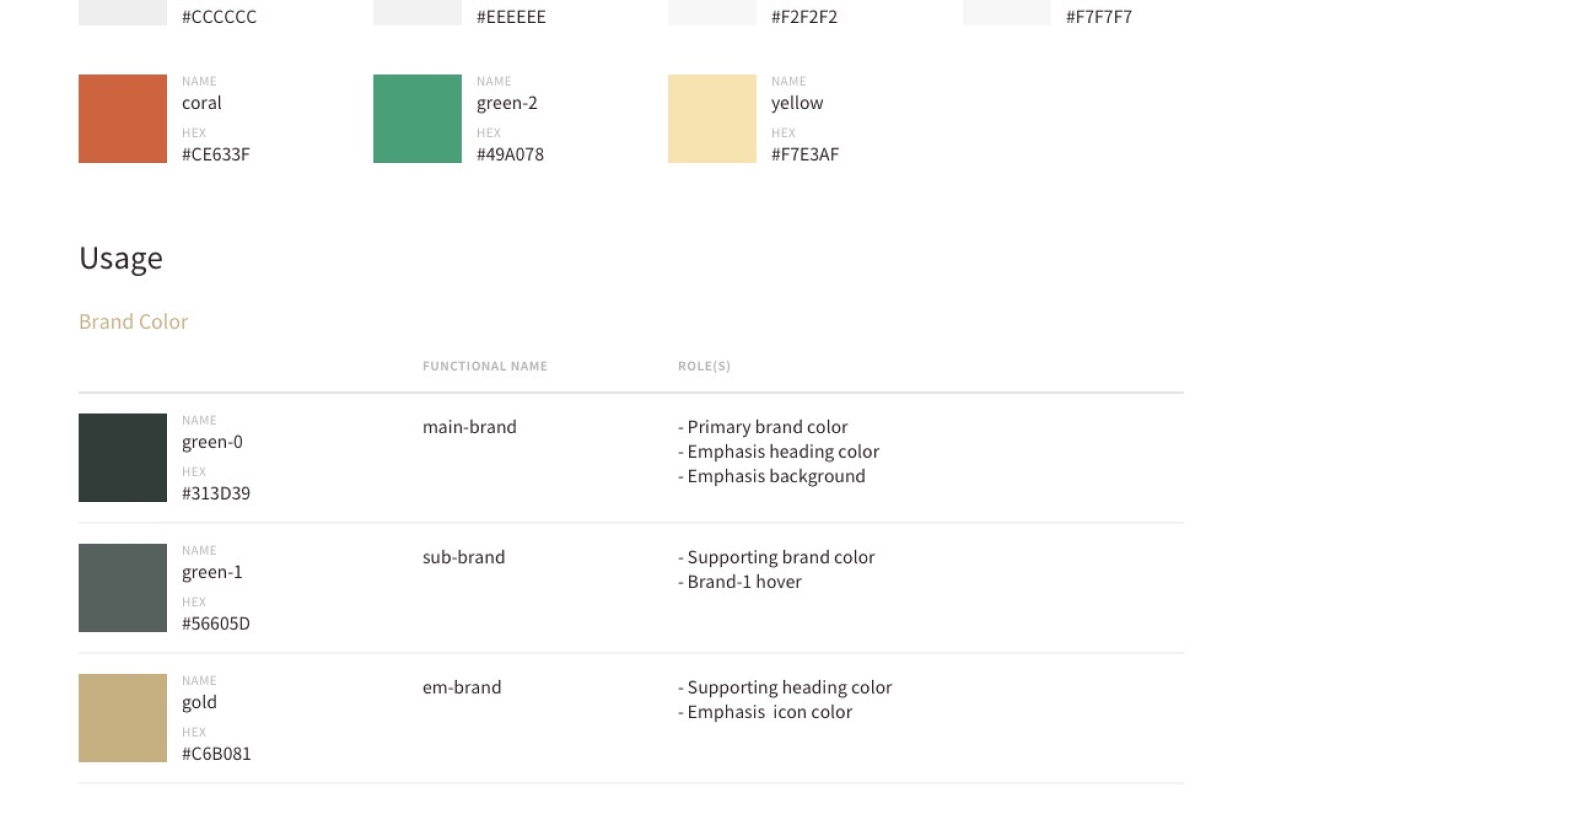 #CCCCCC #EEEEEE #F2F2F2 #F7F7F7
NAME NAME NAME
coral green-2 yellow
HEX HEX HEX
#CE633F #49A078 #F7E3AF
Usage
Brand Color
FUNCTIONAL NAME ROLE(S)
NAME
green-0
HEX
#313D39
main-brand
- Primary brand color
- Emphasis heading color
- Emphasis background
NAME
green-1
HEX
#56605D
sub-brand
- Supporting brand color
- Brand-1 hover
NAME
gold
HEX
#C6B081
em-brand
- Supporting heading color
- Emphasis  icon color